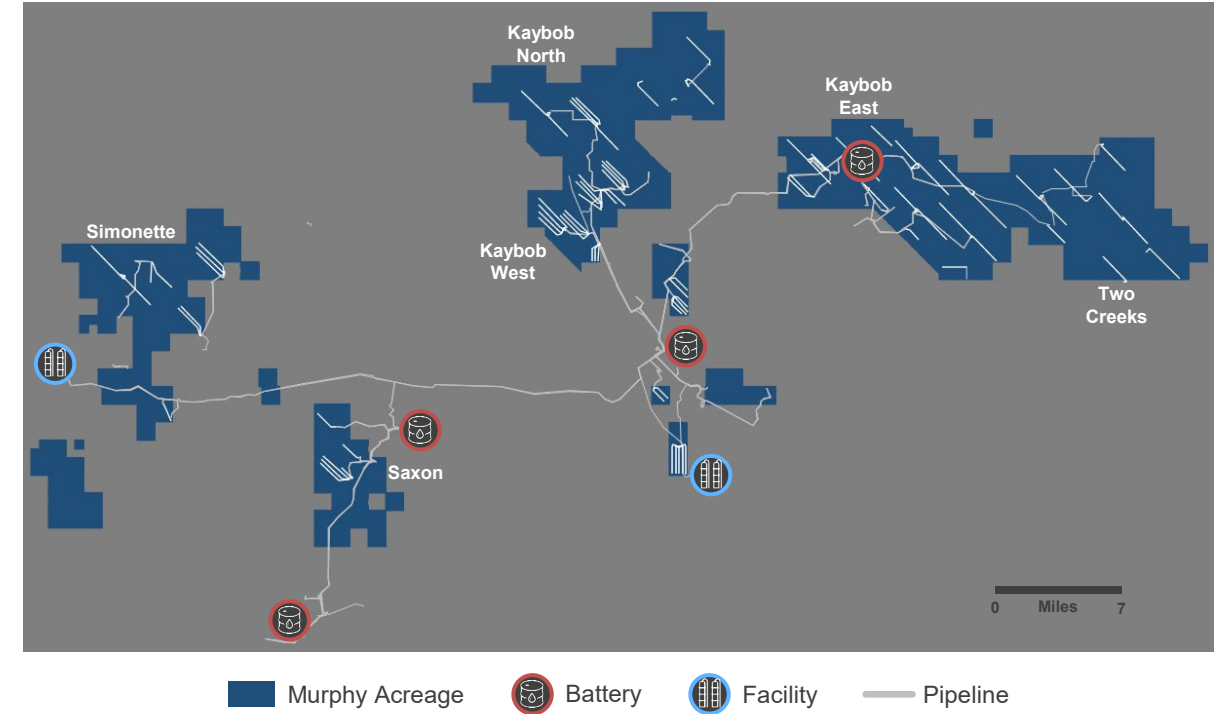 Kaybob
North
Kaybob
East
Simonette
Kaybob
West
Two
Creeks
Saxon
0 Miles 7
Murphy Acreage Battery Facility Pipeline